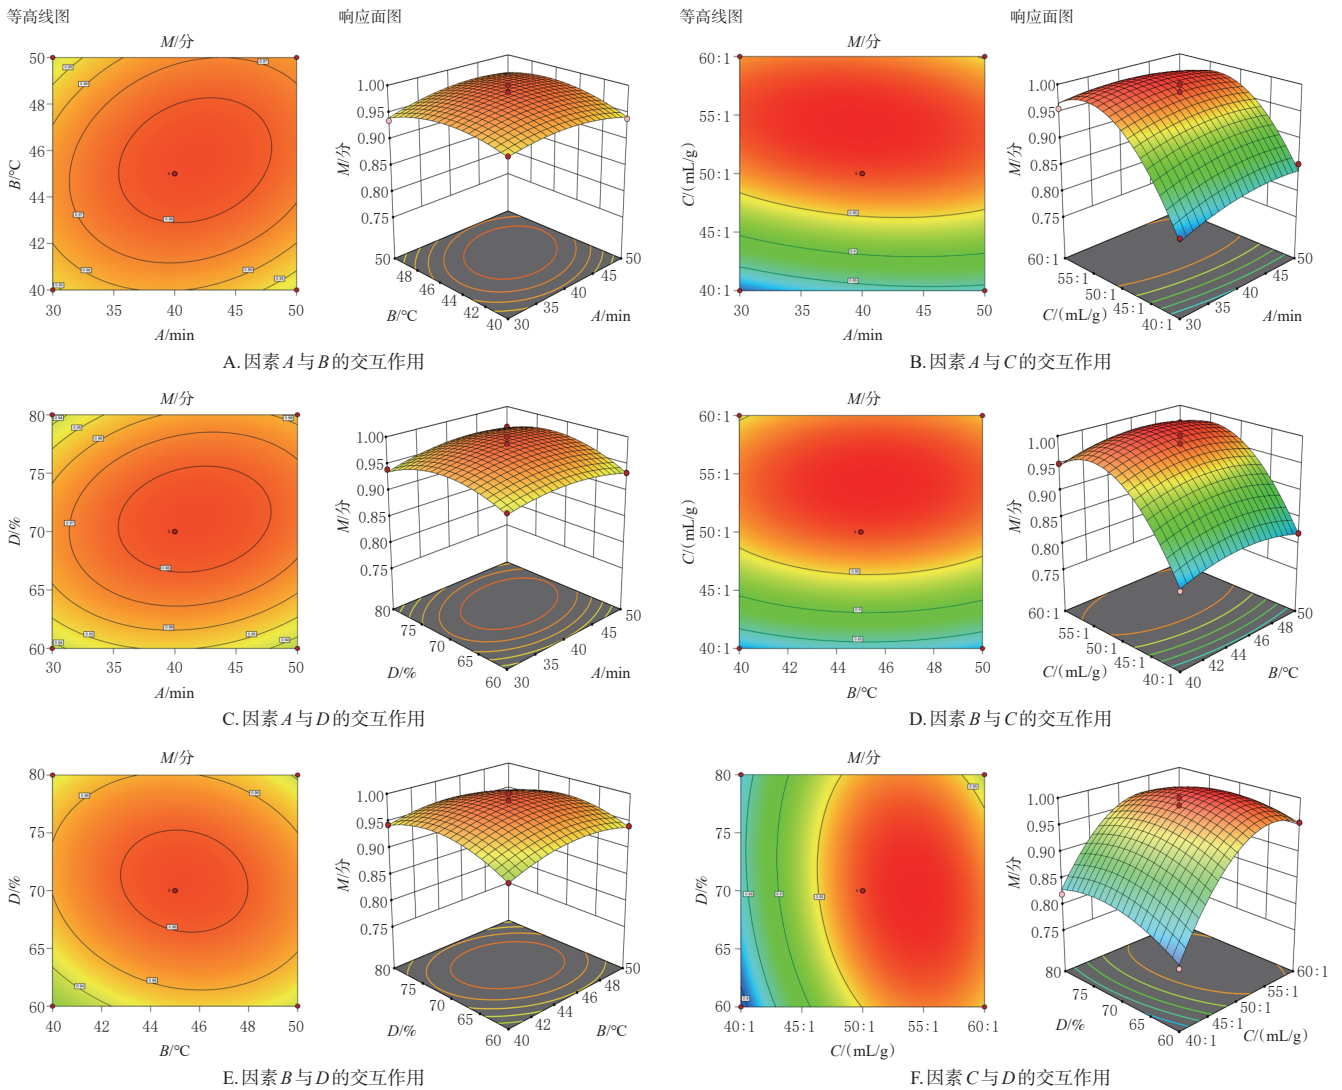 等高线图 响应面图 等高线图 响应面图
M/分 M/分
50 48 46 44 42 40
B/℃
30 35 40 45 50
A/min
1.00 0.95 0.90 0.85 0.80 0.75
M/分
50 48 46 44 42 40
B/℃
30 35 40 45 50
A/min
60∶1 55∶1 50∶1 45∶1 40∶1
C/(mL/g)
30 35 40 45 50
A/min
1.00 0.95 0.90 0.85 0.80 0.75
M/分
60∶1 55∶1 50∶1 45∶1 40∶1
C/(mL/g)
30 35 40 45 50
A/min
A.因素A与B的交互作用 B.因素A与C的交互作用
M/分 M/分
80 75 70 65 60
D/%
30 35 40 45 50
A/min
1.00 0.95 0.90 0.85 0.80 0.75
M/分
80 75 70 65 60
D/%
30 35 40 45 50
A/min
60∶1 55∶1 50∶1 45∶1 40∶1
C/(mL/g)
40 42 44 46 48 50
B/℃
1.00 0.95 0.90 0.85 0.80 0.75
M/分
60∶1 55∶1 50∶1 45∶1 40∶1
C/(mL/g)
40 42 44 46 48 50
B/℃
C.因素A与D的交互作用 D.因素B与C的交互作用
M/分 M/分
80 75 70 65 60
D/%
40 42 44 46 48 50
B/℃
1.00 0.95 0.90 0.85 0.80 0.75
M/分
80 75 70 65 60
D/%
40 42 44 46 48 50
B/℃
80 75 70 65 60
D/%
40∶1 45∶1 50∶1 55∶1 60∶1
C/(mL/g)
1.00 0.95 0.90 0.85 0.80 0.75
M/分
80 75 70 65 60
D/%
40∶1 45∶1 50∶1 55∶1 60∶1
C/(mL/g)
E.因素B与D的交互作用 F.因素C与D的交互作用